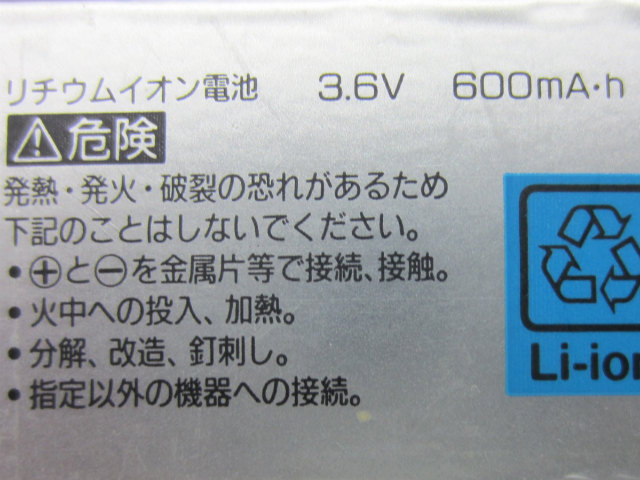 リチウムイオン電池 3.6V 600mA·h
危険
発熱・発火・破裂の恐れがあるため
下記のことはしないでください。
・⊕と⊖を金属片等で接続、接触。
・火中への投入、加熱。
・分解、改造、釘刺し。
・指定以外の機器への接続。
Li-ion